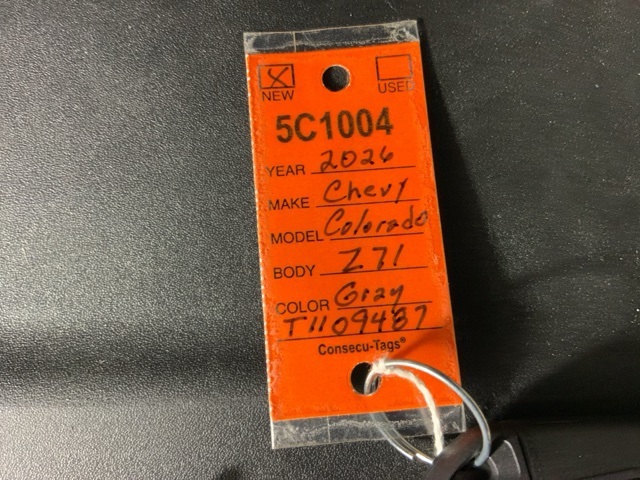 X
NEW USED
5C1004
YEAR 2026
MAKE Chevy
MODEL Colorado
BODY Z71
COLOR Gray
T1109487
Consecu-Tags®